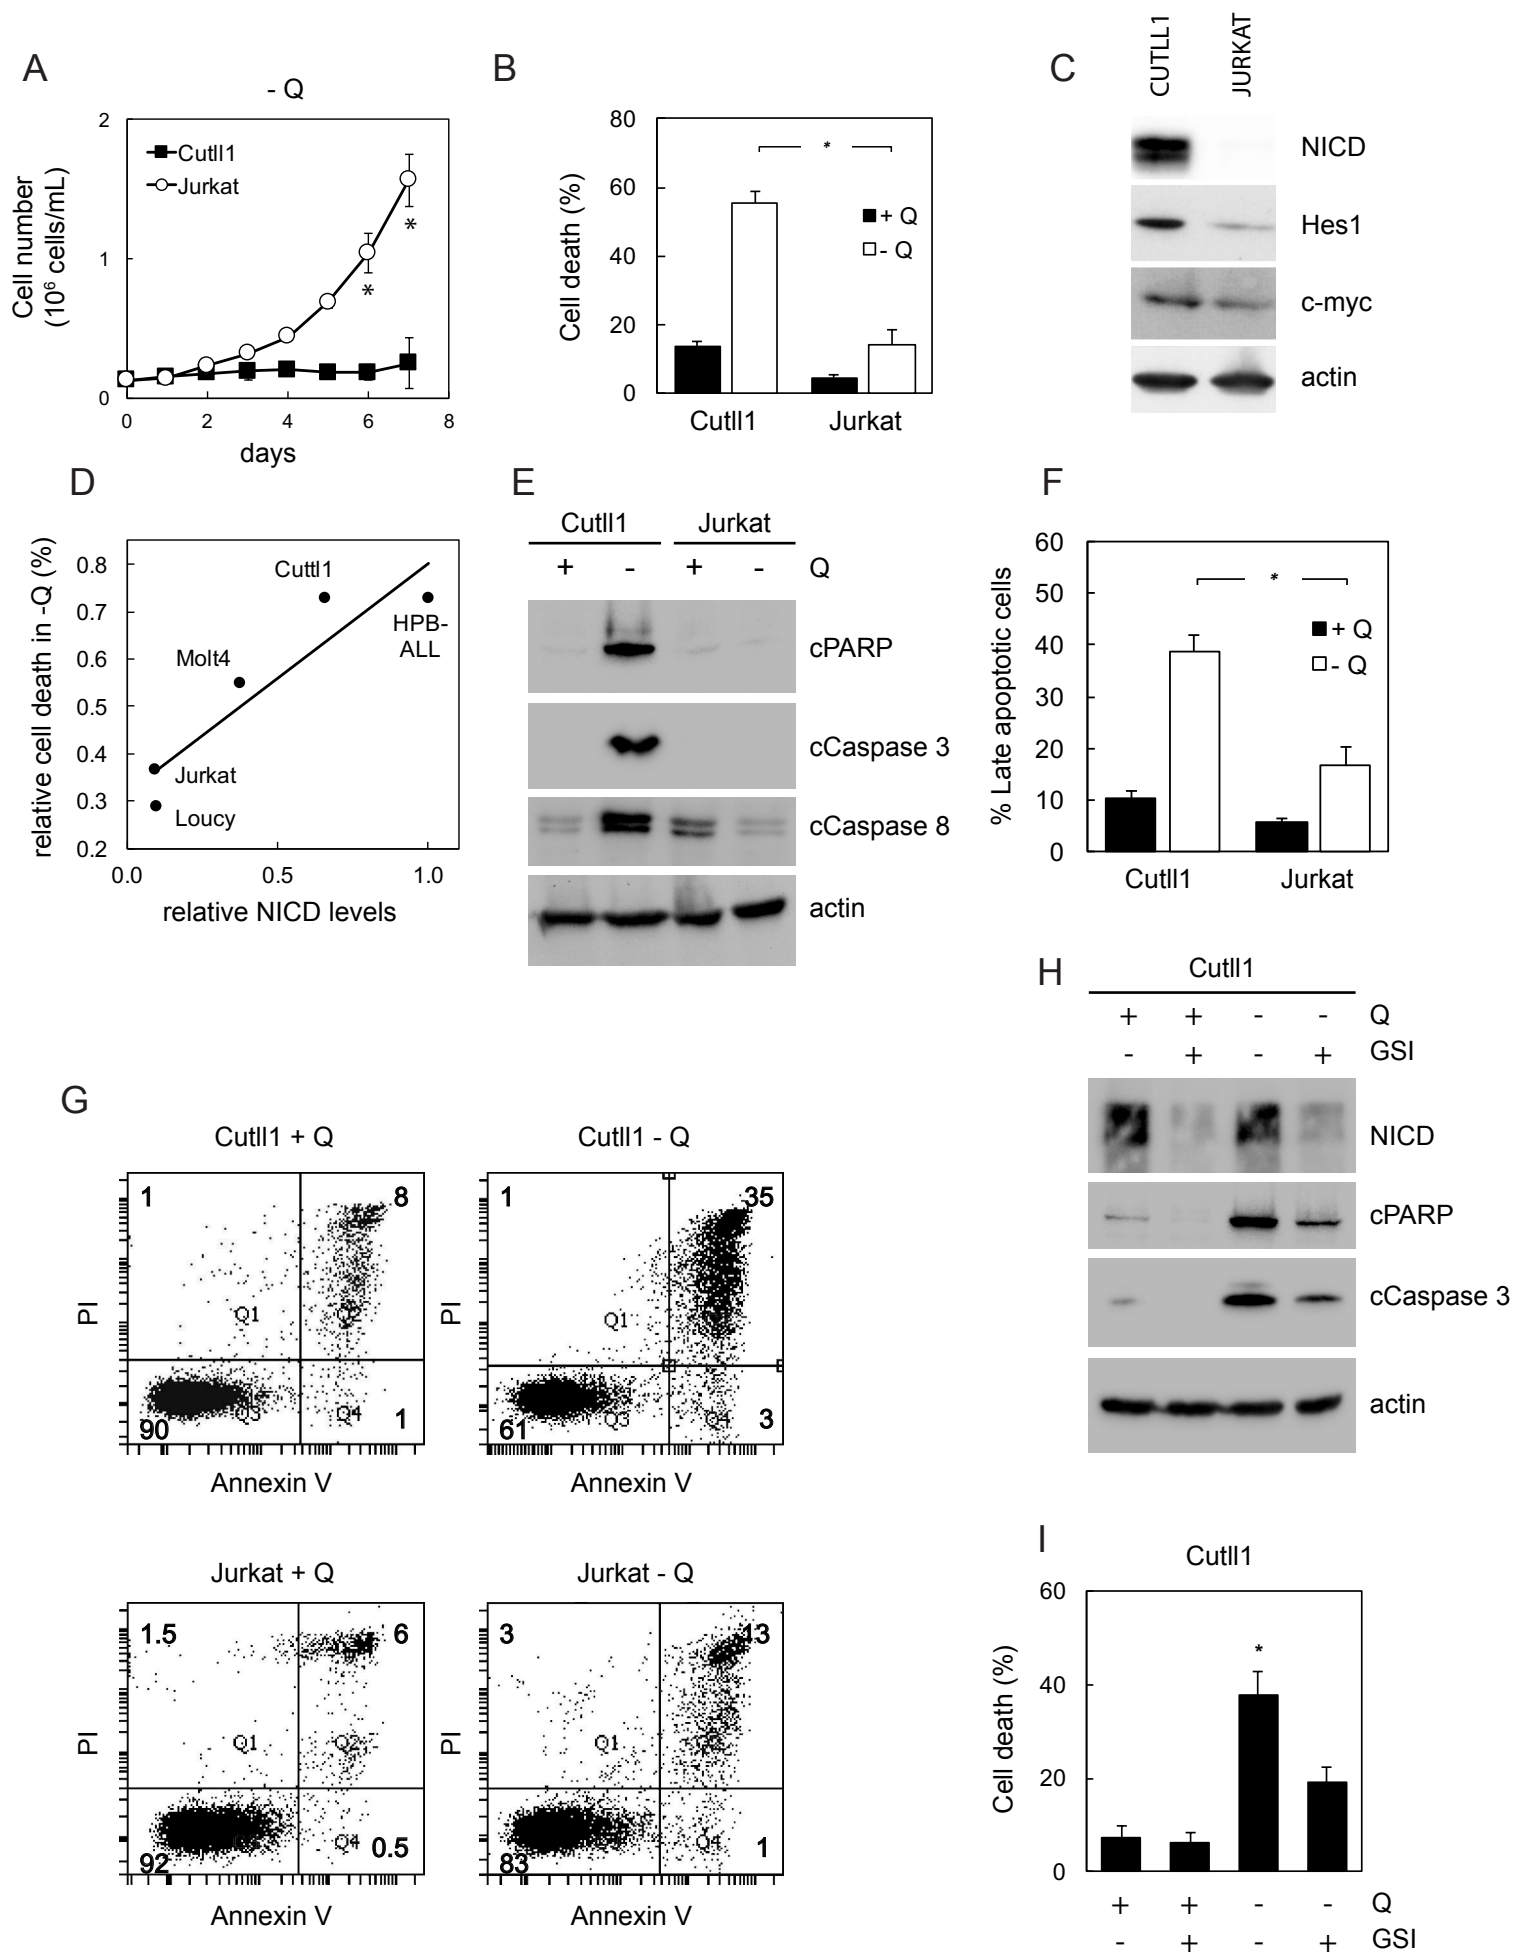 A
- Q
Cell number
(10⁶ cells/mL)
2
1
0
Cutll1
Jurkat
*
*
0 2 4 6 8
days
B
Cell death (%)
80
60
40
20
0
*
+ Q
- Q
Cutll1 Jurkat
C
CUTLL1 JURKAT
NICD
Hes1
c-myc
actin
D
relative cell death in -Q (%)
0.8
0.7
0.6
0.5
0.4
0.3
0.2
Cuttl1
HPB-
ALL
Molt4
Jurkat
Loucy
0.0 0.5 1.0
relative NICD levels
E
Cutll1 Jurkat
+ - + - Q
cPARP
cCaspase 3
cCaspase 8
actin
F
% Late apoptotic cells
60
50
40
30
20
10
0
*
+ Q
- Q
Cutll1 Jurkat
G
Cutll1 + Q
PI
1 8
Q1 Q2
Q3 Q4
90 1
Annexin V
Cutll1 - Q
PI
1 35
Q1
Q3 Q4
61 3
Annexin V
Jurkat + Q
PI
1.5 6
Q1 Q2
Q4
92 0.5
Annexin V
Jurkat - Q
PI
3 13
Q1
Q4
83 1
Annexin V
H
Cutll1
+ + - - Q
- + - + GSI
NICD
cPARP
cCaspase 3
actin
I
Cutll1
Cell death (%)
60
40
20
0
*
+ + - - Q
- + - + GSI